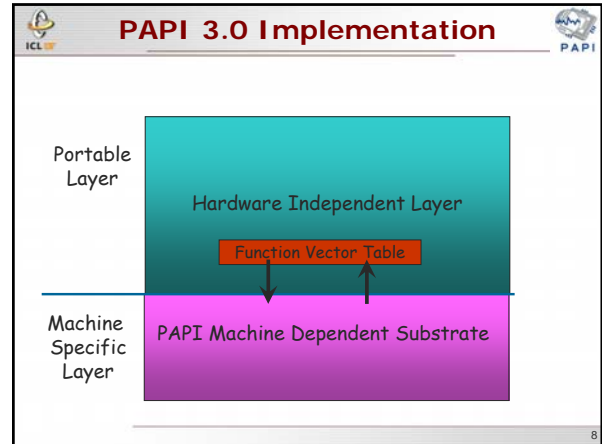 ICL UT
PAPI 3.0 Implementation
PAPI
Portable
Layer
Hardware Independent Layer
Function Vector Table
Machine
Specific
Layer
PAPI Machine Dependent Substrate
8